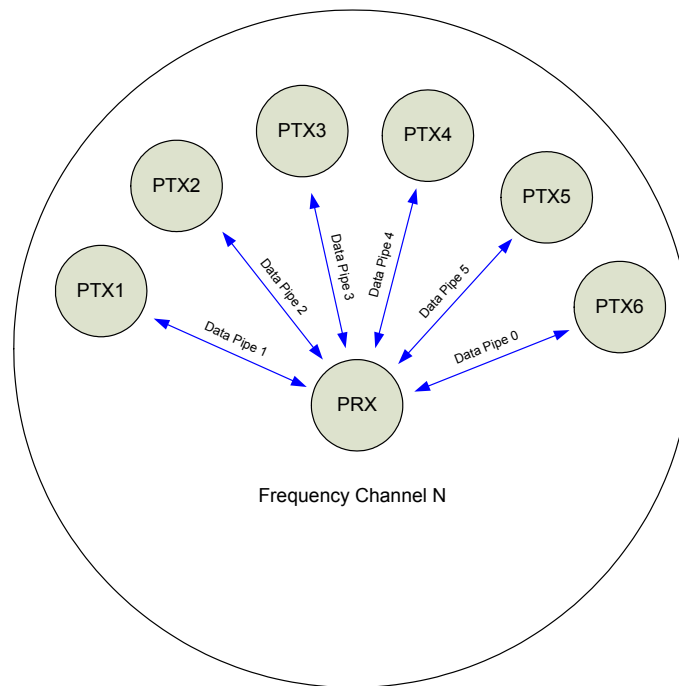 PTX3
PTX4
PTX2
PTX5
PTX1
PTX6
Data Pipe 1
Data Pipe 2
Data Pipe 3
Data Pipe 4
Data Pipe 5
Data Pipe 0
PRX
Frequency Channel N